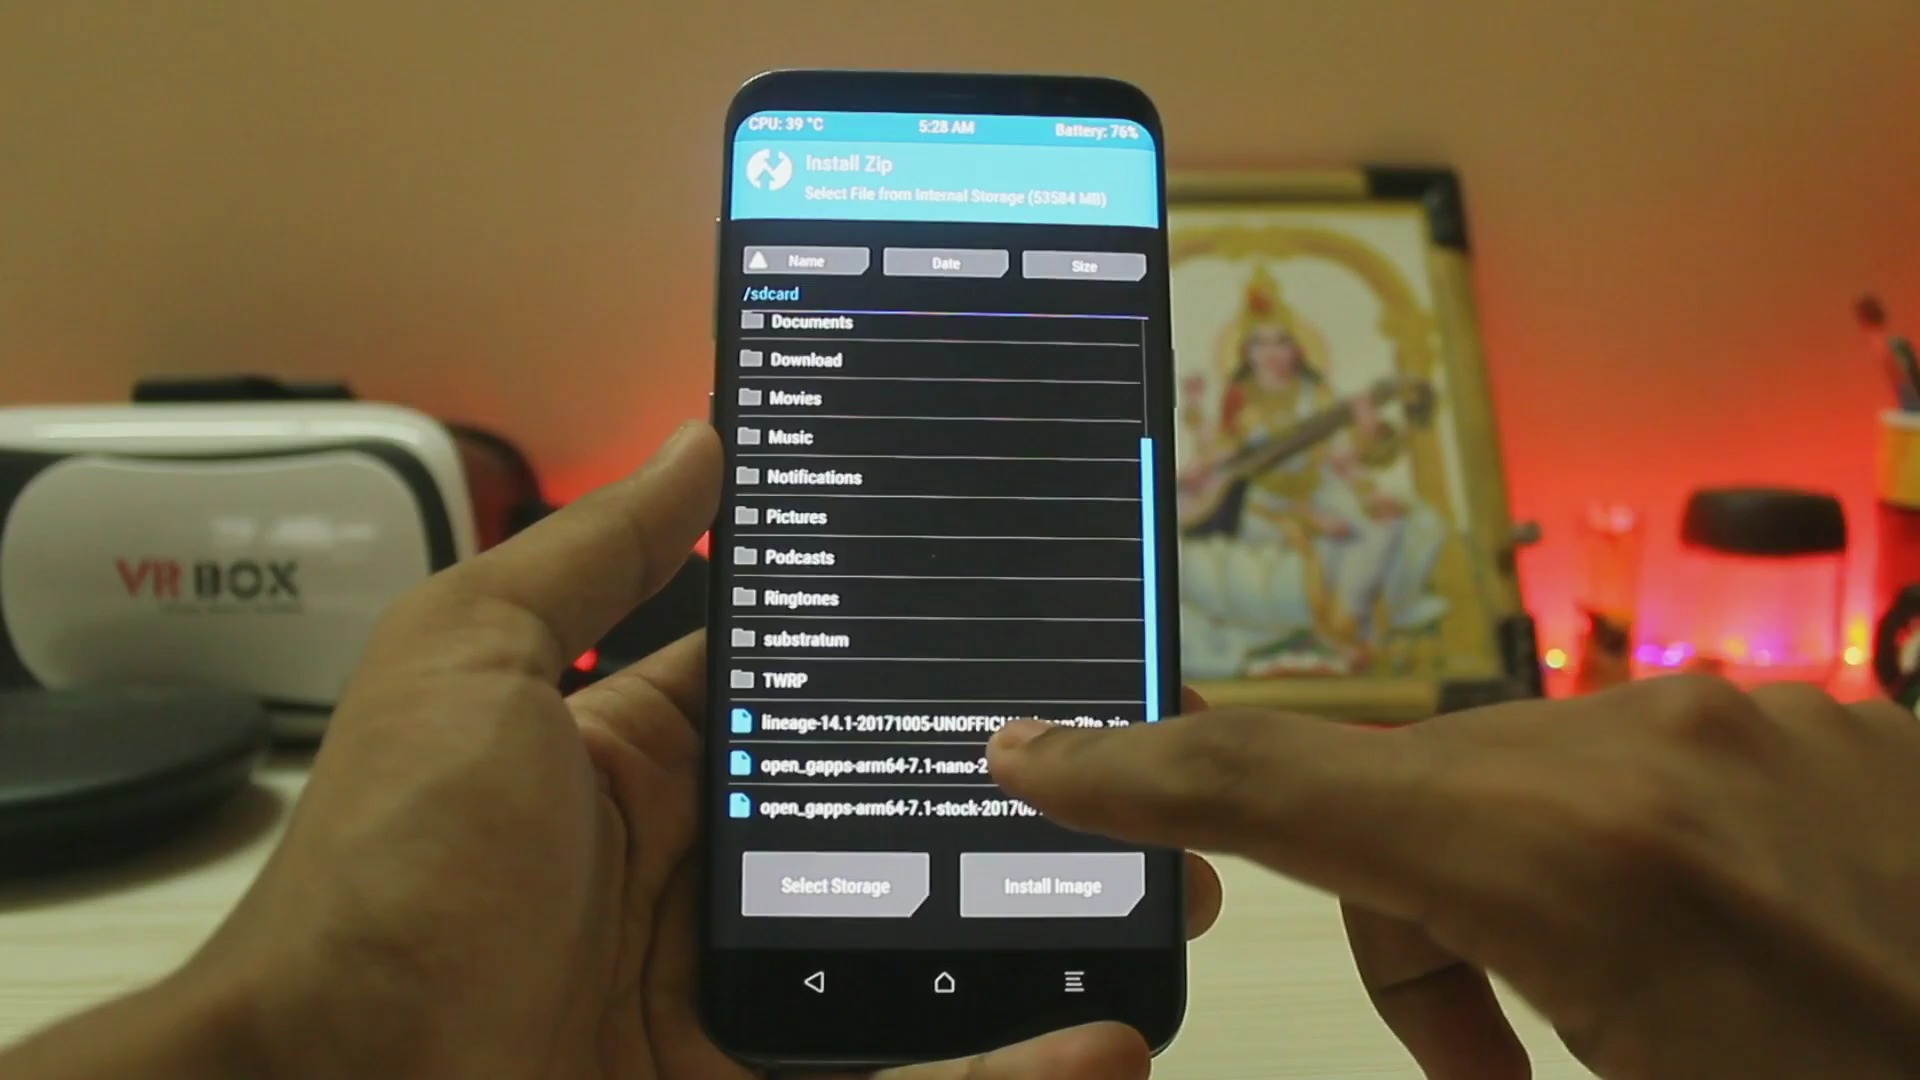 CPU: 39 °C 5:28 AM Battery: 76%
Install Zip
Select File from Internal Storage (53584 MB)
Name Date Size
/sdcard
Documents
Download
Movies
Music
Notifications
Pictures
Podcasts
Ringtones
substratum
TWRP
lineage-14.1-20171005-UNOFFICI
open_gapps-arm64-7.1-nano-2
open_gapps-arm64-7.1-stock-2017
Select Storage Install Image
VR BOX